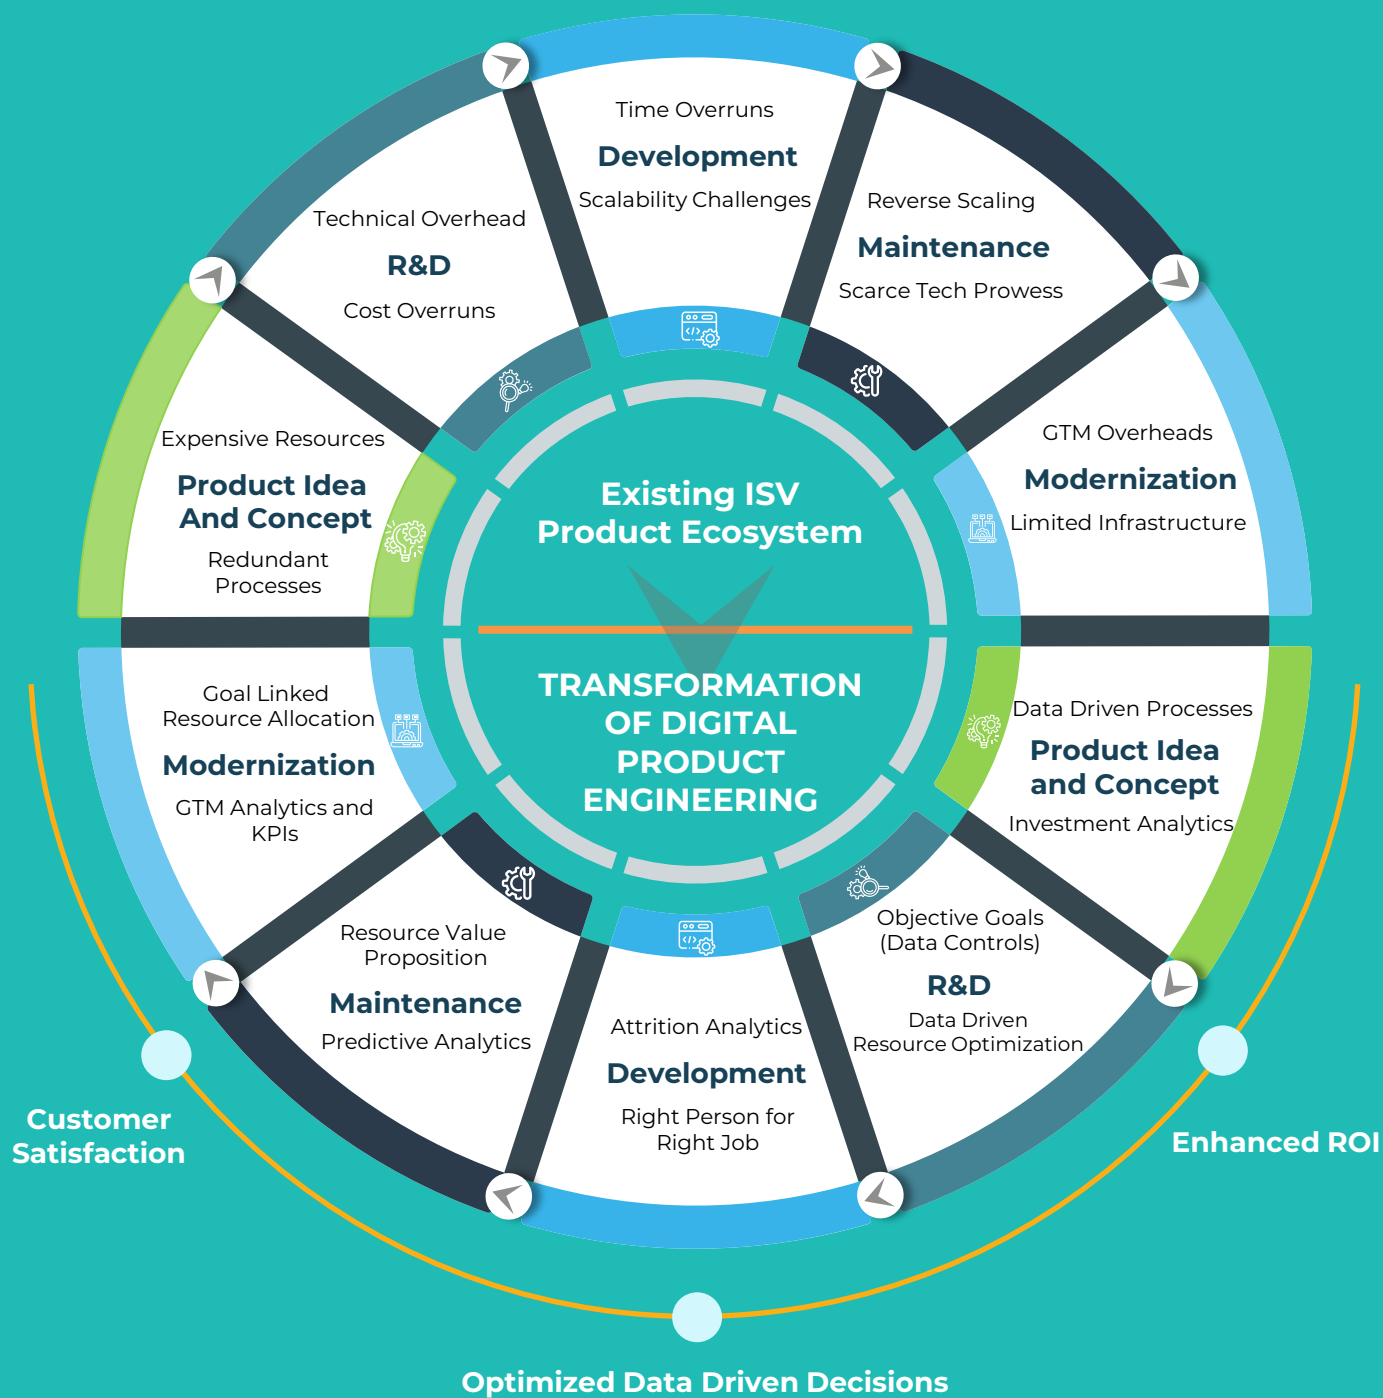 Time Overruns
Development
Scalability Challenges
Reverse Scaling
Maintenance
Scarce Tech Prowess
Technical Overhead
R&D
Cost Overruns
GTM Overheads
Modernization
Limited Infrastructure
Expensive Resources
Product Idea
And Concept
Redundant
Processes
Existing ISV
Product Ecosystem
TRANSFORMATION
OF DIGITAL
PRODUCT
ENGINEERING
Data Driven Processes
Product Idea
and Concept
Investment Analytics
Objective Goals
(Data Controls)
R&D
Data Driven
Resource Optimization
Attrition Analytics
Development
Right Person for
Right Job
Resource Value
Proposition
Maintenance
Predictive Analytics
Goal Linked
Resource Allocation
Modernization
GTM Analytics and
KPIs
Customer
Satisfaction
Enhanced ROI
Optimized Data Driven Decisions